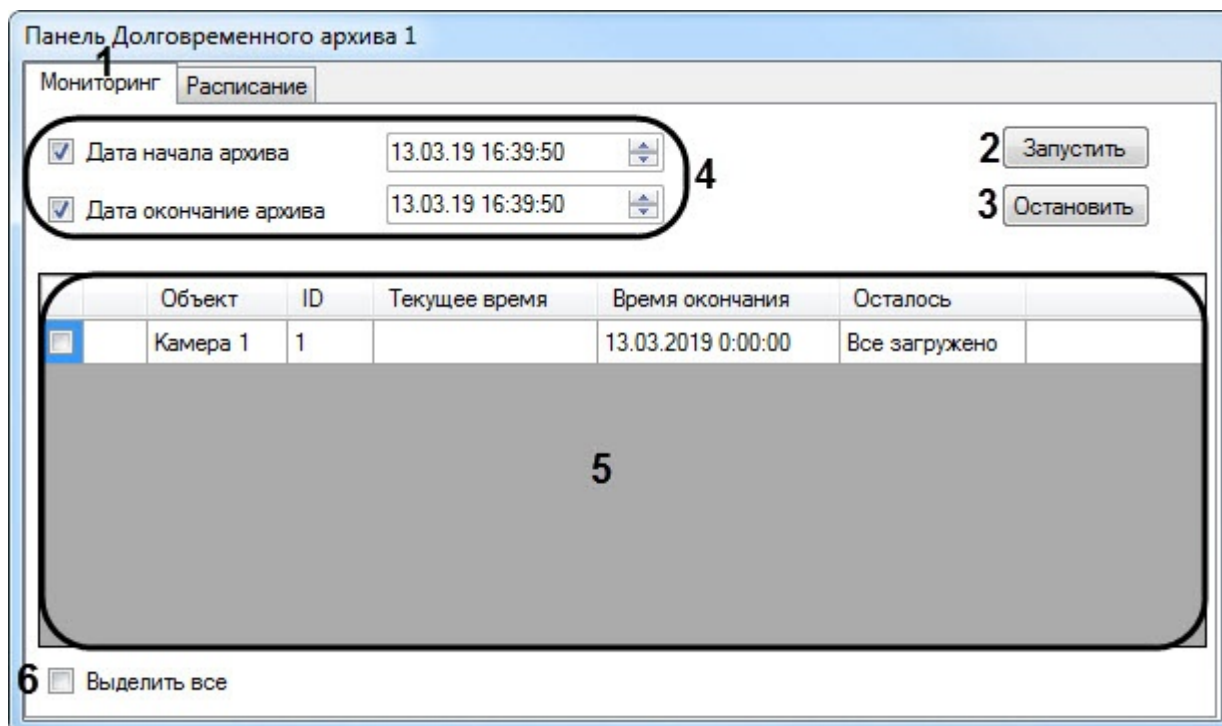 Панель Долговременного архива 1
1
Мониторинг Расписание
Дата начала архива 13.03.19 16:39:50 2 Запустить
4
Дата окончание архива 13.03.19 16:39:50 3 Остановить
Объект ID Текущее время Время окончания Осталось
Камера 1 1 13.03.2019 0:00:00 Все загружено
5
6 Выделить все